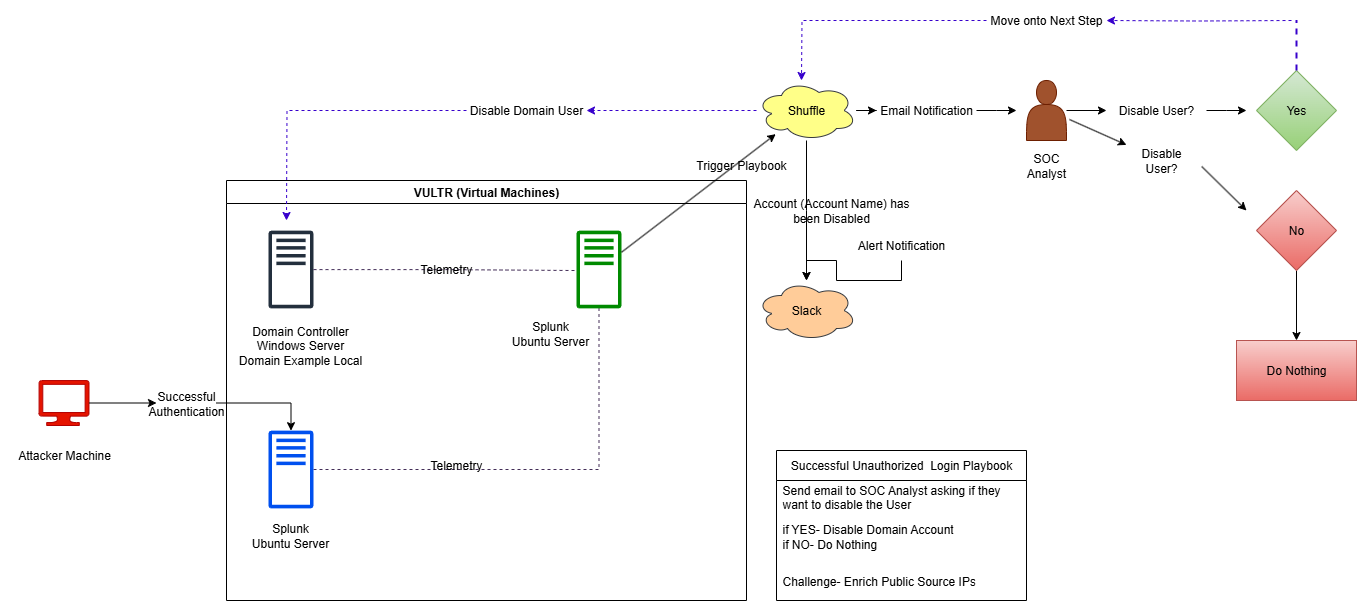 Move onto Next Step
Disable Domain User
Shuffle
Email Notification
Disable User?
Yes
SOC
Analyst
Disable
User?
Trigger Playbook
VULTR (Virtual Machines)
Account (Account Name) has
been Disabled
No
Alert Notification
Telemetry
Slack
Domain Controller
Windows Server
Domain Example Local
Splunk
Ubuntu Server
Do Nothing
Successful
Authentication
Attacker Machine
Telemetry
Splunk
Ubuntu Server
Successful Unauthorized  Login Playbook
Send email to SOC Analyst asking if they
want to disable the User
if YES- Disable Domain Account
if NO- Do Nothing
Challenge- Enrich Public Source IPs